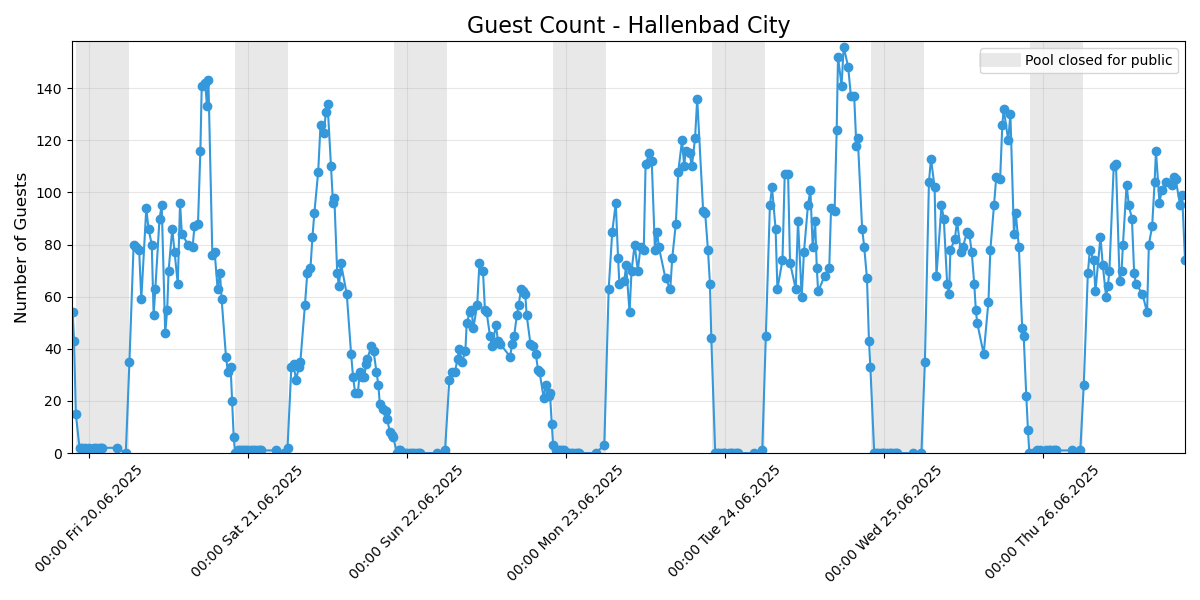 Guest Count - Hallenbad City
Pool closed for public
Number of Guests
140
120
100
80
60
40
20
0
00:00 Fri 20.06.2025
00:00 Sat 21.06.2025
00:00 Sun 22.06.2025
00:00 Mon 23.06.2025
00:00 Tue 24.06.2025
00:00 Wed 25.06.2025
00:00 Thu 26.06.2025